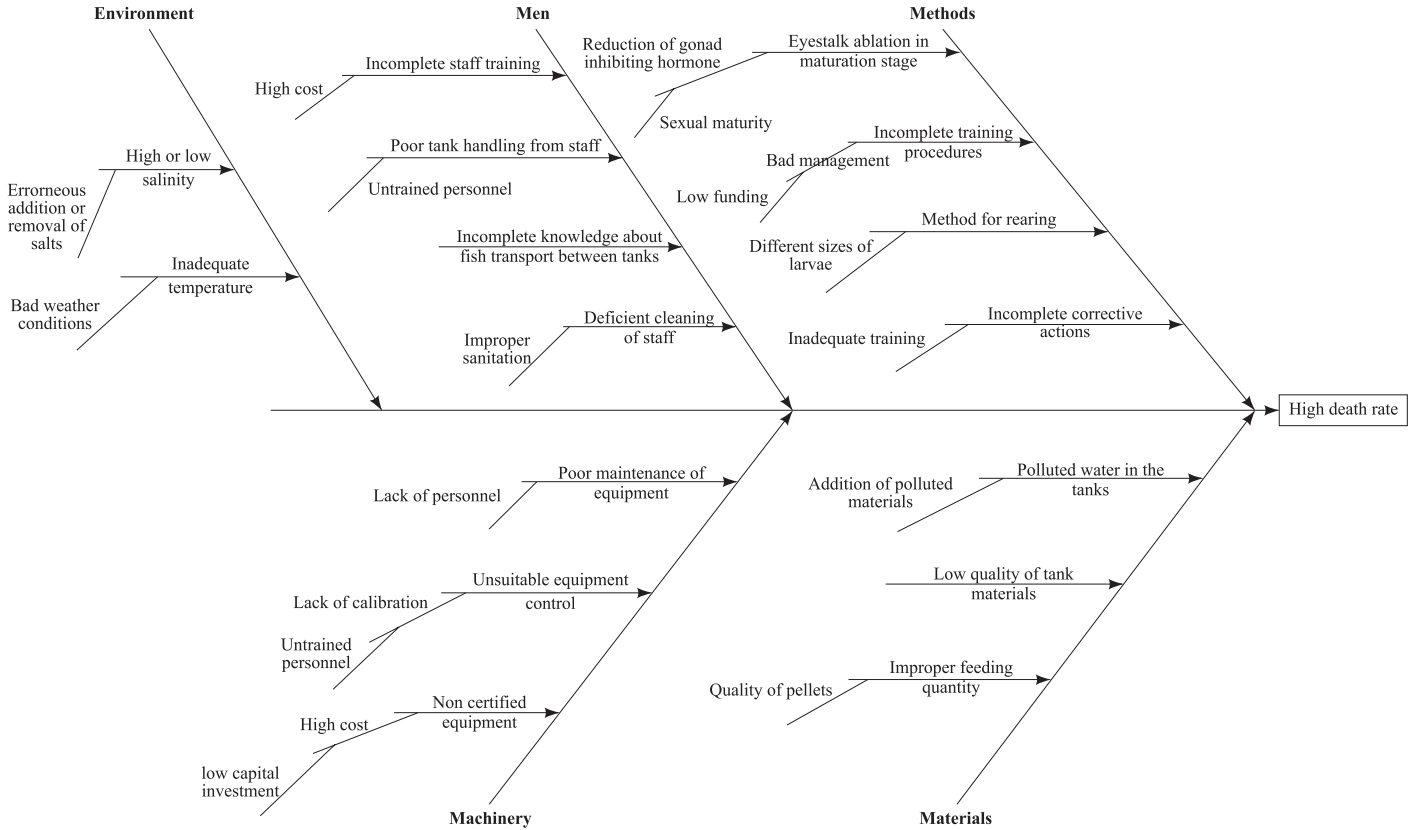 Environment
Men
Methods
High or low
salinity
Errorneous
addition or
removal of
salts
Inadequate
temperature
Bad weather
conditions
Incomplete staff training
High cost
Poor tank handling from staff
Untrained personnel
Incomplete knowledge about
fish transport between tanks
Deficient cleaning
of staff
Improper
sanitation
Eyestalk ablation in
maturation stage
Reduction of gonad
inhibiting hormone
Sexual maturity
Incomplete training
procedures
Bad management
Low funding
Method for rearing
Different sizes of
larvae
Incomplete corrective
actions
Inadequate training
High death rate
Poor maintenance of
equipment
Lack of personnel
Unsuitable equipment
control
Lack of calibration
Untrained
personnel
Non certified
equipment
High cost
low capital
investment
Polluted water in the
tanks
Addition of polluted
materials
Low quality of tank
materials
Improper feeding
quantity
Quality of pellets
Machinery
Materials